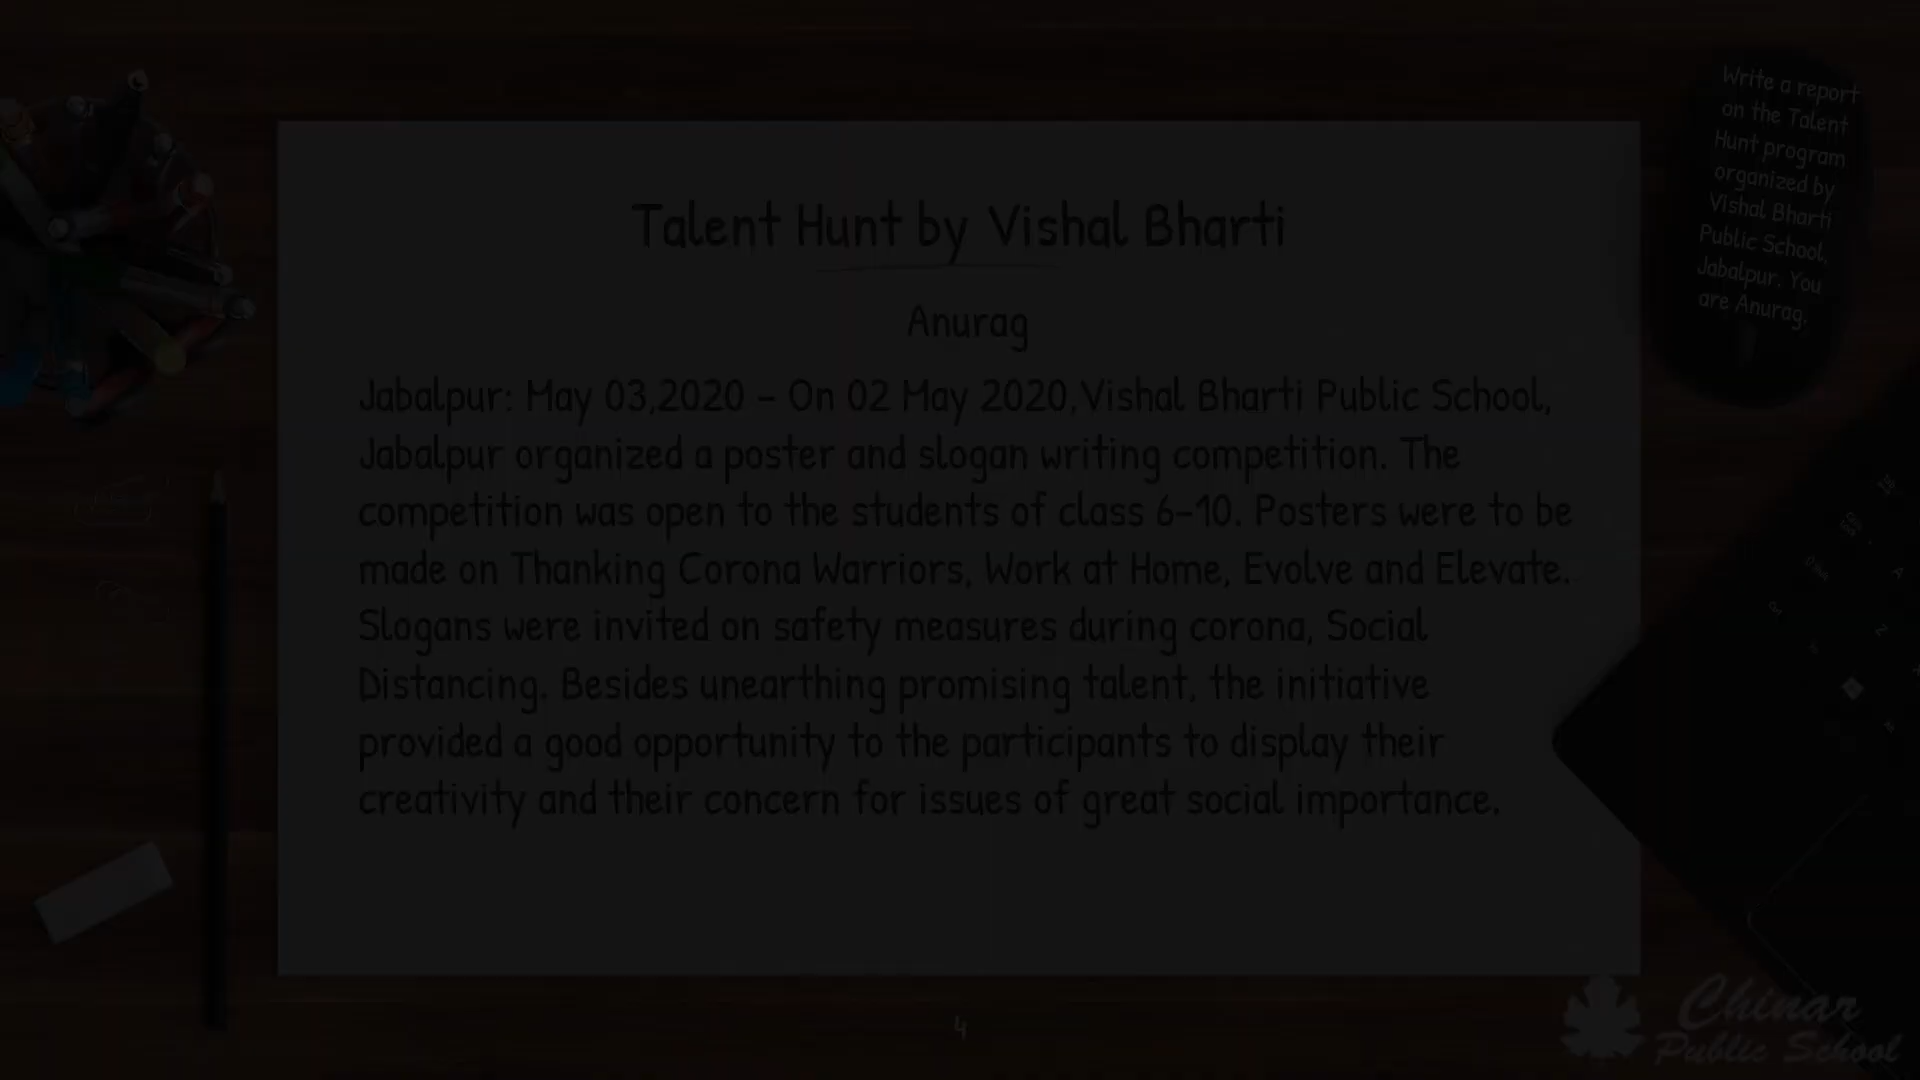 Write a report
on the Talent
Hunt program
organized by
Vishal Bharti
Public School,
Jabalpur. You
are Anurag.
Talent Hunt by Vishal Bharti
Anurag
Jabalpur: May 03,2020 – On 02 May 2020,Vishal Bharti Public School,
Jabalpur organized a poster and slogan writing competition. The
competition was open to the students of class 6-10. Posters were to be
made on Thanking Corona Warriors, Work at Home, Evolve and Elevate.
Slogans were invited on safety measures during corona, Social
Distancing. Besides unearthing promising talent, the initiative
provided a good opportunity to the participants to display their
creativity and their concern for issues of great social importance.
4
Chinar
Public School